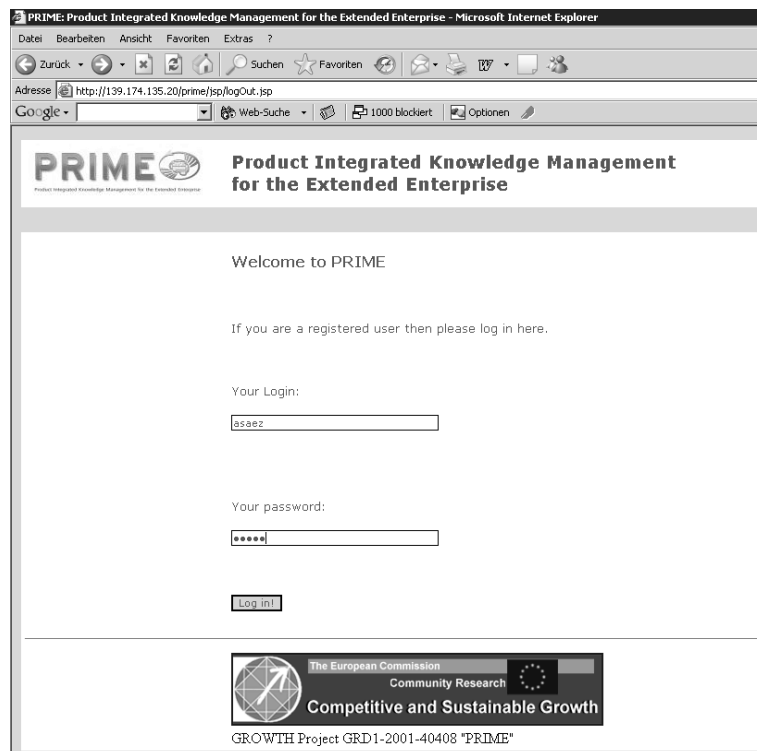 PRIME: Product Integrated Knowledge Management for the Extended Enterprise - Microsoft Internet Explorer
Datei Bearbeiten Ansicht Favoriten Extras ?
Zurück Suchen Favoriten
Adresse http://139.174.135.20/prime/jsp/logOut.jsp
Google Web-Suche 1000 blockiert Optionen
PRIME
Product Integrated Knowledge Management for the Extended Enterprise
Product Integrated Knowledge Management
for the Extended Enterprise
Welcome to PRIME
If you are a registered user then please log in here.
Your Login:
asaez
Your password:
•••••
Log in!
The European Commission
Community Research
Competitive and Sustainable Growth
GROWTH Project GRD1-2001-40408 "PRIME"